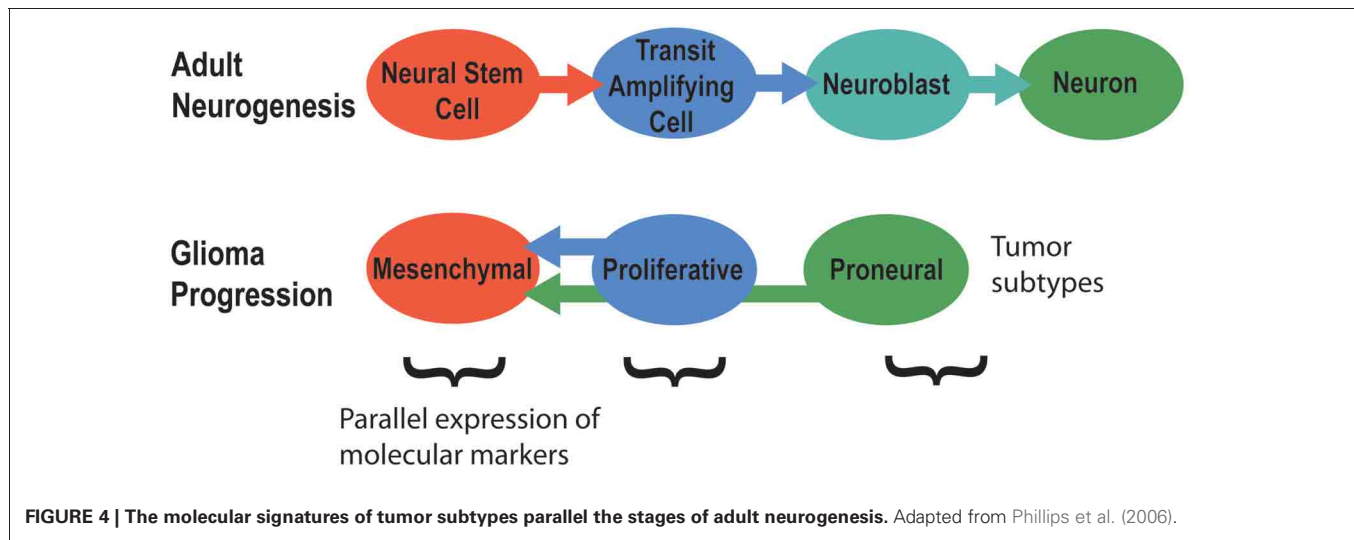 Adult
Neurogenesis
Neural Stem
Cell
Transit
Amplifying
Cell
Neuroblast
Neuron
Glioma
Progression
Mesenchymal
Proliferative
Proneural
Tumor
subtypes
Parallel expression of
molecular markers
FIGURE 4 | The molecular signatures of tumor subtypes parallel the stages of adult neurogenesis. Adapted from Phillips et al. (2006).